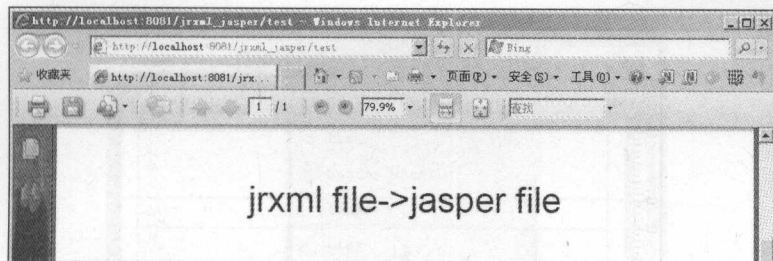 http://localhost:8081/jrxml_jasper/test - Windows Internet Explorer
http://localhost:8081/jrxml_jasper/test Bing
收藏夹 http://localhost:8081/jrx... 页面(P) 安全(S) 工具(O)
1 /1 79.9% 查找
jrxml file->jasper file